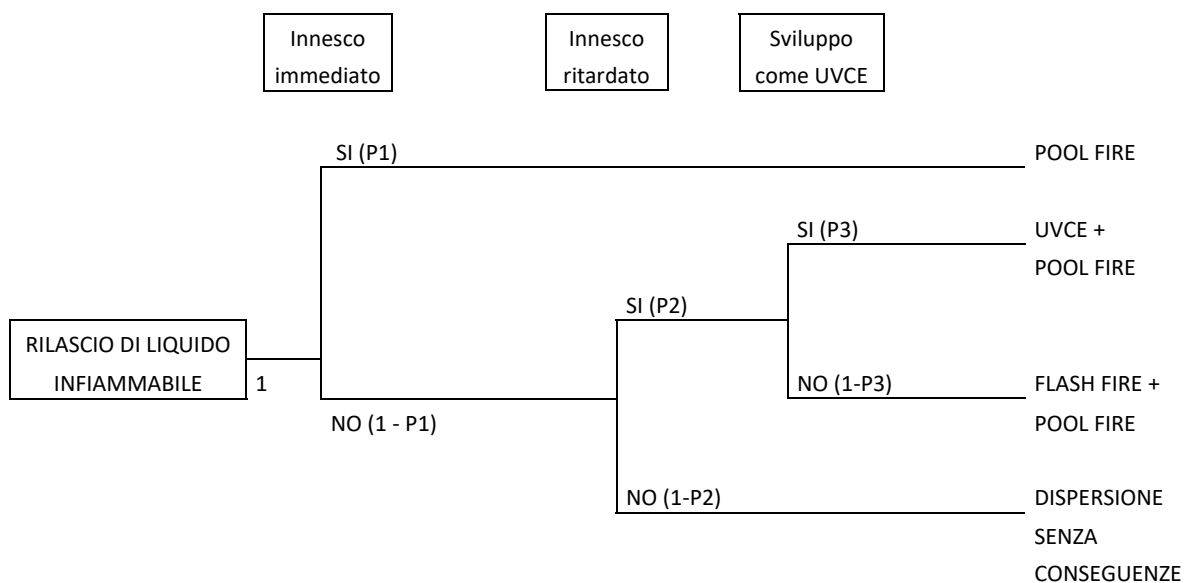 Innesco
immediato
Innesco
ritardato
Sviluppo
come UVCE
SI (P1)
POOL FIRE
SI (P3)
UVCE +
POOL FIRE
SI (P2)
RILASCIO DI LIQUIDO
INFIAMMABILE
1
NO (1-P3)
FLASH FIRE +
POOL FIRE
NO (1 - P1)
NO (1-P2)
DISPERSIONE
SENZA
CONSEGUENZE